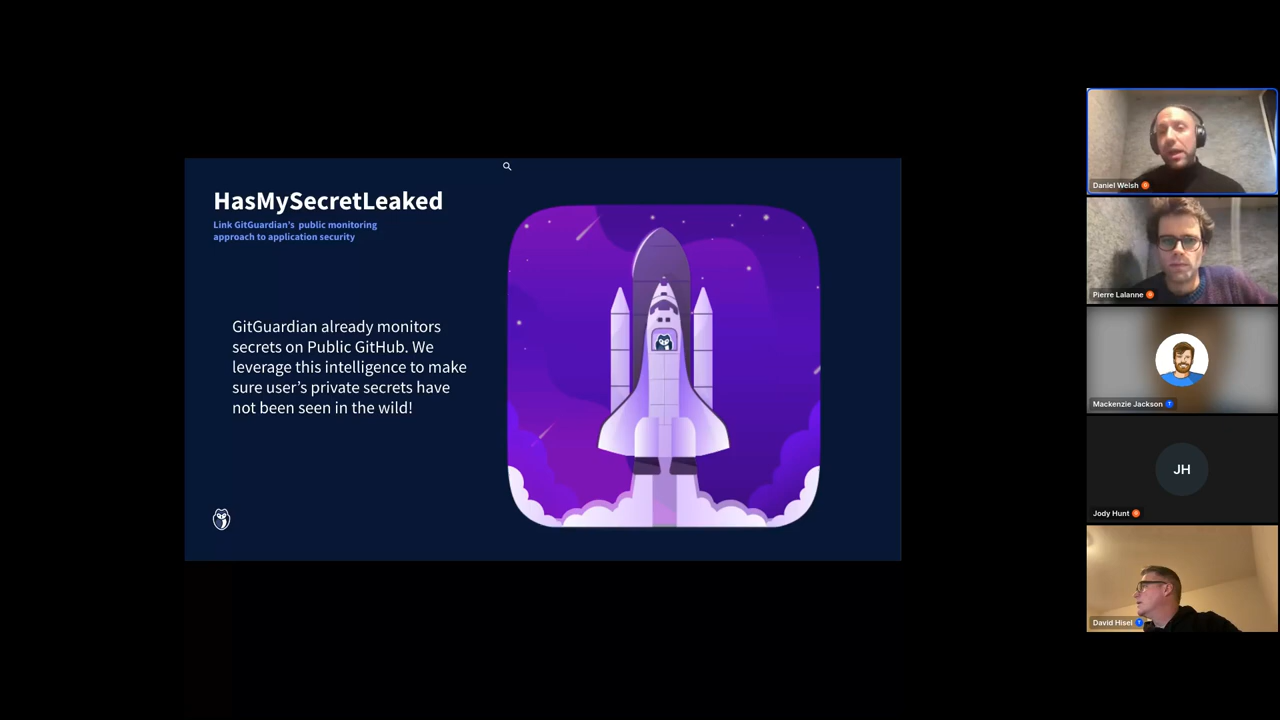 HasMySecretLeaked
Link GitGuardian's public monitoring
approach to application security
GitGuardian already monitors
secrets on Public GitHub. We
leverage this intelligence to make
sure user's private secrets have
not been seen in the wild!
Daniel Welsh
Pierre Lalanne
Mackenzie Jackson
JH
Jody Hunt
David Hisel